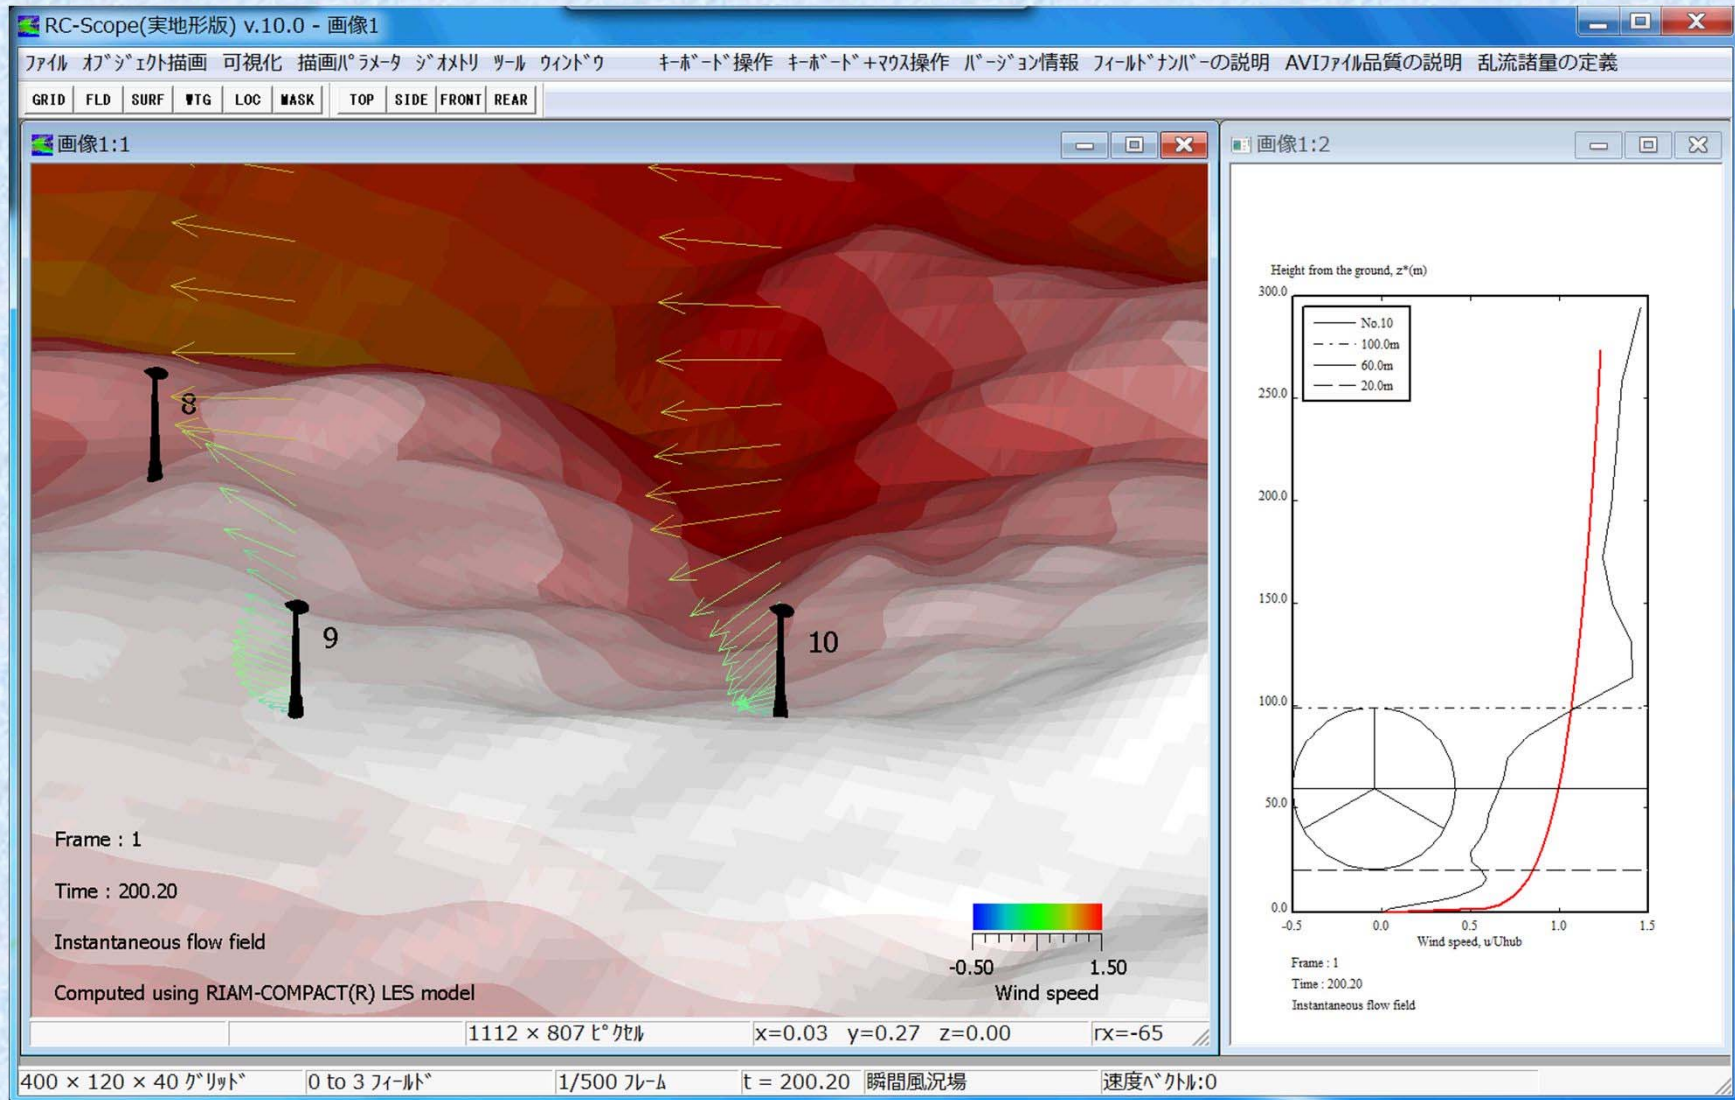 RC-Scope(実地形版) v.10.0 - 画像1
ﾌｧｲﾙ ｵﾌﾞｼﾞｪｸﾄ描画 可視化 描画ﾊﾟﾗﾒｰﾀ ｼﾞｵﾒﾄﾘ ﾂｰﾙ ｳｨﾝﾄﾞｳ ｷｰﾎﾞｰﾄﾞ操作 ｷｰﾎﾞｰﾄﾞ+ﾏｳｽ操作 ﾊﾞｰｼﾞｮﾝ情報 ﾌｨｰﾙﾄﾞﾅﾝﾊﾞｰの説明 AVIﾌｧｲﾙ品質の説明 乱流諸量の定義
GRID FLD SURF WTG LOC MASK TOP SIDE FRONT REAR
画像1:1
8
9
10
Frame : 1
Time : 200.20
Instantaneous flow field
Computed using RIAM-COMPACT(R) LES model
-0.50 1.50
Wind speed
1112 × 807 ﾋﾟｸｾﾙ x=0.03 y=0.27 z=0.00 rx=-65
画像1:2
Height from the ground, z*(m)
300.0
250.0
200.0
150.0
100.0
50.0
0.0
No.10
100.0m
60.0m
20.0m
-0.5 0.0 0.5 1.0 1.5
Wind speed, u/Uhub
Frame : 1
Time : 200.20
Instantaneous flow field
400 × 120 × 40 ｸﾞﾘｯﾄﾞ 0 to 3 ﾌｨｰﾙﾄﾞ 1/500 ﾌﾚｰﾑ t = 200.20 瞬間風況場 速度ﾍﾞｸﾄﾙ:0